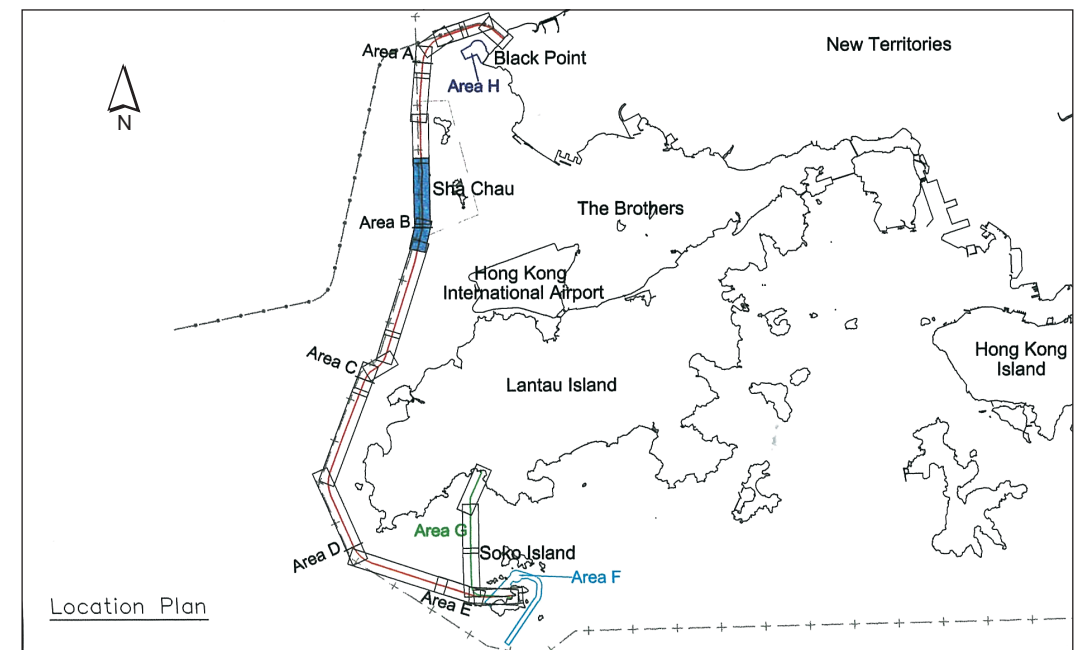 Area A
Black Point
New Territories
Area H
N
Sha Chau
Area B
The Brothers
Hong Kong
International Airport
Area C
Lantau Island
Hong Kong
Island
Area G
Area D
Soko Island
Area F
Area E
Location Plan